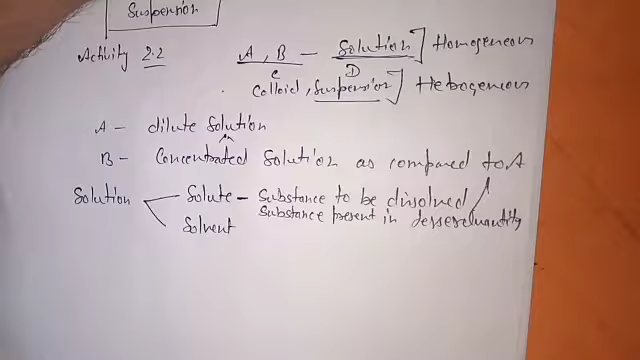 Suspension
Activity 2.2 A, B - Solution] Homogeneous
C D
Colloid, Suspension] Hetrogenous
A - dilute Solution
B - Concentrated Solution as compared to A
Solution Solute - Substance to be dissolved
Substance present in lesser quantity
Solvent